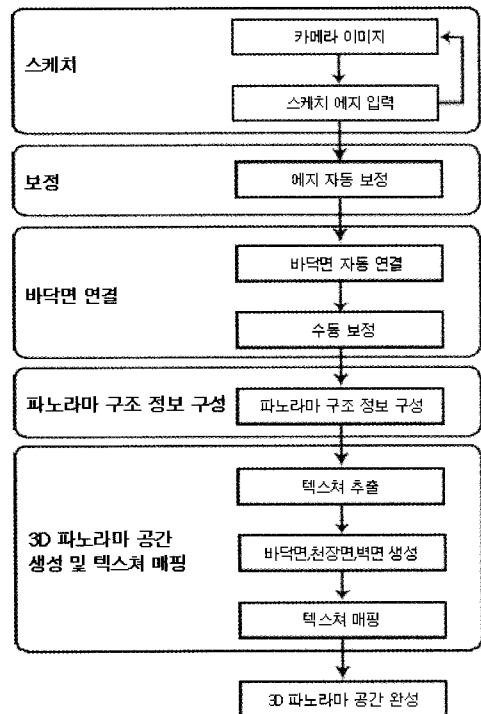 카메라 이미지
스케치
스케치 에지 입력
보정
에지 자동 보정
바닥면 자동 연결
바닥면 연결
수동 보정
파노라마 구조 정보 구성
파노라마 구조 정보 구성
텍스쳐 추출
3D 파노라마 공간
생성 및 텍스쳐 매핑
바닥면,천장면,벽면 생성
텍스쳐 매핑
3D 파노라마 공간 완성